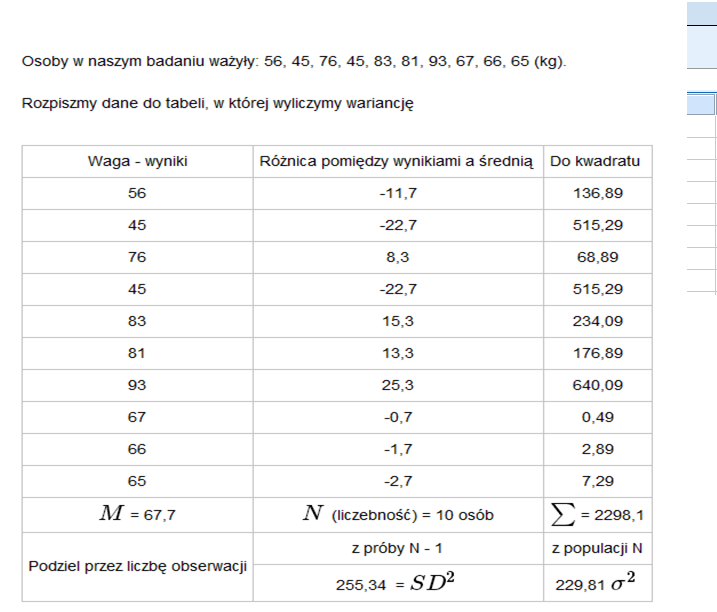 Osoby w naszym badaniu ważyły: 56, 45, 76, 45, 83, 81, 93, 67, 66, 65 (kg).
Rozpiszmy dane do tabeli, w której wyliczymy wariancję
Waga - wyniki Różnica pomiędzy wynikiami a średnią Do kwadratu
56 -11,7 136,89
45 -22,7 515,29
76 8,3 68,89
45 -22,7 515,29
83 15,3 234,09
81 13,3 176,89
93 25,3 640,09
67 -0,7 0,49
66 -1,7 2,89
65 -2,7 7,29
M = 67,7 N (liczebność) = 10 osób ∑ = 2298,1
Podziel przez liczbę obserwacji z próby N - 1 z populacji N
255,34 = SD² 229,81 σ²